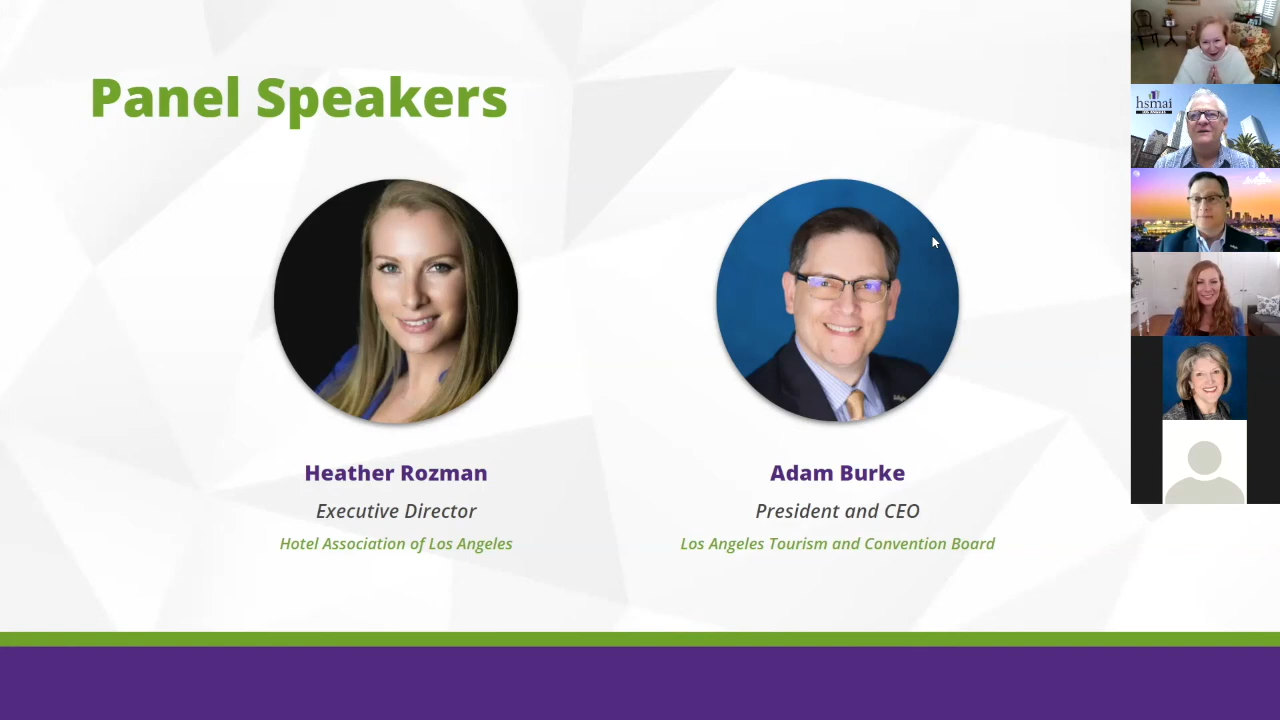 Panel Speakers
hsmai
Heather Rozman
Executive Director
Hotel Association of Los Angeles
Adam Burke
President and CEO
Los Angeles Tourism and Convention Board